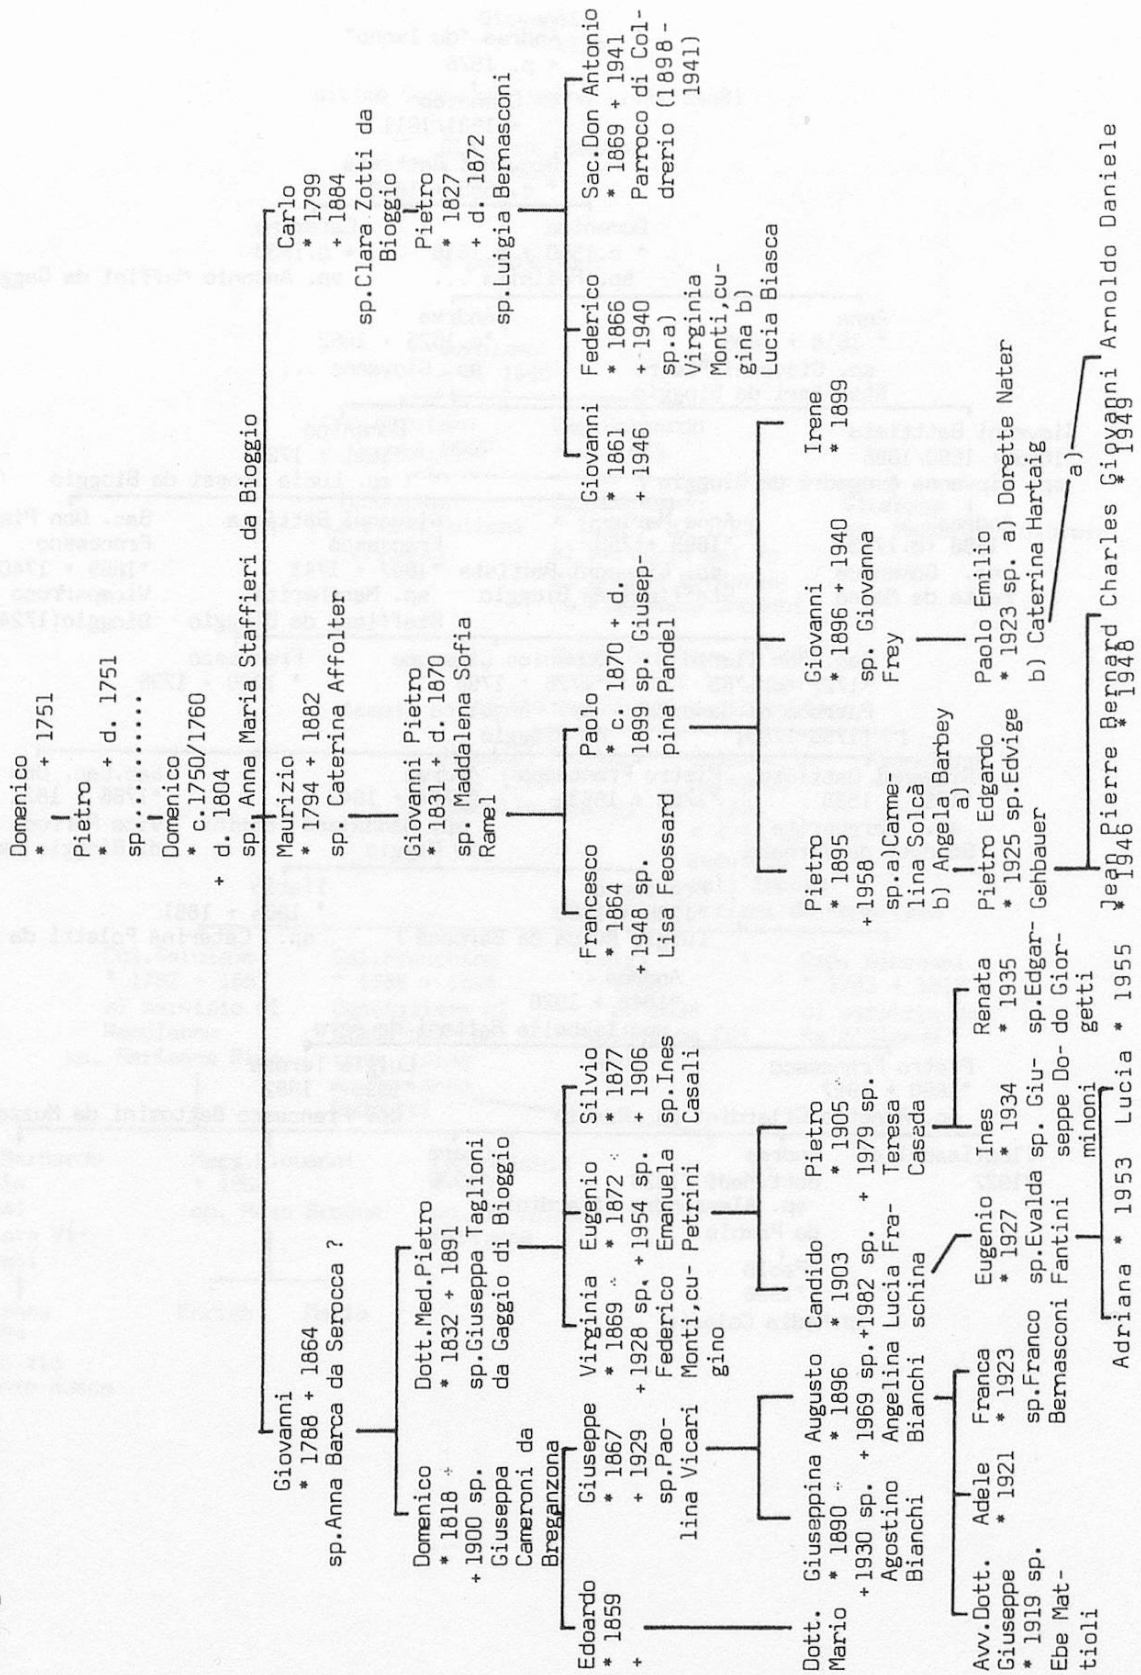 Domenico
* + 1751
Pietro
* + d. 1751
sp..........
Domenico
* c.1750/1760
+ d.1804
sp.Anna Maria Staffieri da Bioggio
Giovanni
* 1788 + 1864
sp.Anna Barca da Serocca ?
Maurizio
* 1794 + 1882
sp. Caterina Affolter
Carlo
* 1799
+ 1884
sp.Clara Zotti da
Bioggio
Domenico
* 1818 +
+ 1900 sp.
Giuseppa
Cameroni da
Breganzona
Dott.Med.Pietro
* 1832 + 1891
sp.Giuseppa Taglioni
da Gaggio di Bioggio
Giovanni Pietro
* 1831 + d. 1870
sp. Maddalena Sofia
Ramel
Pietro
* 1827
+ d. 1872
sp.Luigia Bernasconi
Edoardo
* 1859
+
Giuseppe
* 1867
+ 1929
sp.Pao-
lina Vicari
Virginia
* 1869
+ 1928 sp.
Federico
Monti,cu-
gino
Eugenio
* 1872
+ 1954 sp.
Emanuela
Petrini
Silvio
* 1877
+ 1906
sp.Ines
Casali
Francesco
*1864
+ 1948 sp.
Lisa Feossard
Paolo
* c. 1870 + d.
1899 sp.Giusep-
pina Pandel
Giovanni
* 1861
+ 1946
Federico
* 1866
+ 1940
sp.a)
Virginia
Monti,cu-
gina b)
Lucia Biasca
Sac.Don Antonio
* 1869 + 1941
Parroco di Col-
drerio (1898-
1941)
Dott.
Mario
Giuseppina
* 1890 +
+1930 sp.
Agostino
Bianchi
Augusto
* 1896
+ 1969 sp.
Angelina
Bianchi
Candido
* 1903
+1982 sp.
Lucia Fra-
schina
Pietro
* 1905
+ 1979 sp.
Teresa
Casada
Pietro
* 1895 +
1958
sp.a)Carme-
lina Solcà
b) Angela Barbey
a)
Giovanni
* 1896 + 1940
sp. Giovanna
Frey
Irene
* 1899
Avv.Dott.
Giuseppe
* 1919 sp.
Ebe Mat-
tioli
Adele
* 1921
Franca
* 1923
sp.Franco
Bernasconi
Eugenio
* 1927
sp.Evalda
Fantini
Ines
* 1934
sp. Giu-
seppe Do-
minoni
Renata
* 1935
sp.Edgar-
do Gior-
getti
Pietro Edgardo
* 1925 sp.Edvige
Gehbauer
Paolo Emilio
* 1923 sp. a) Dorette Nater
b) Caterina Hartaigl
a)
Adriana * 1953
Lucia * 1955
Jean Pierre
* 1946
Bernard
* 1948
Charles Giovanni
* 1949
Arnoldo Daniele